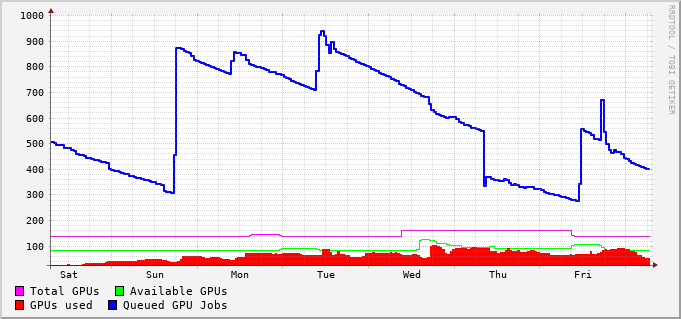 1000
900
800
700
600
500
400
300
200
100
Sat Sun Mon Tue Wed Thu Fri
Total GPUs Available GPUs
GPUs used Queued GPU Jobs
RRDTOOL / TOBI OETIKER